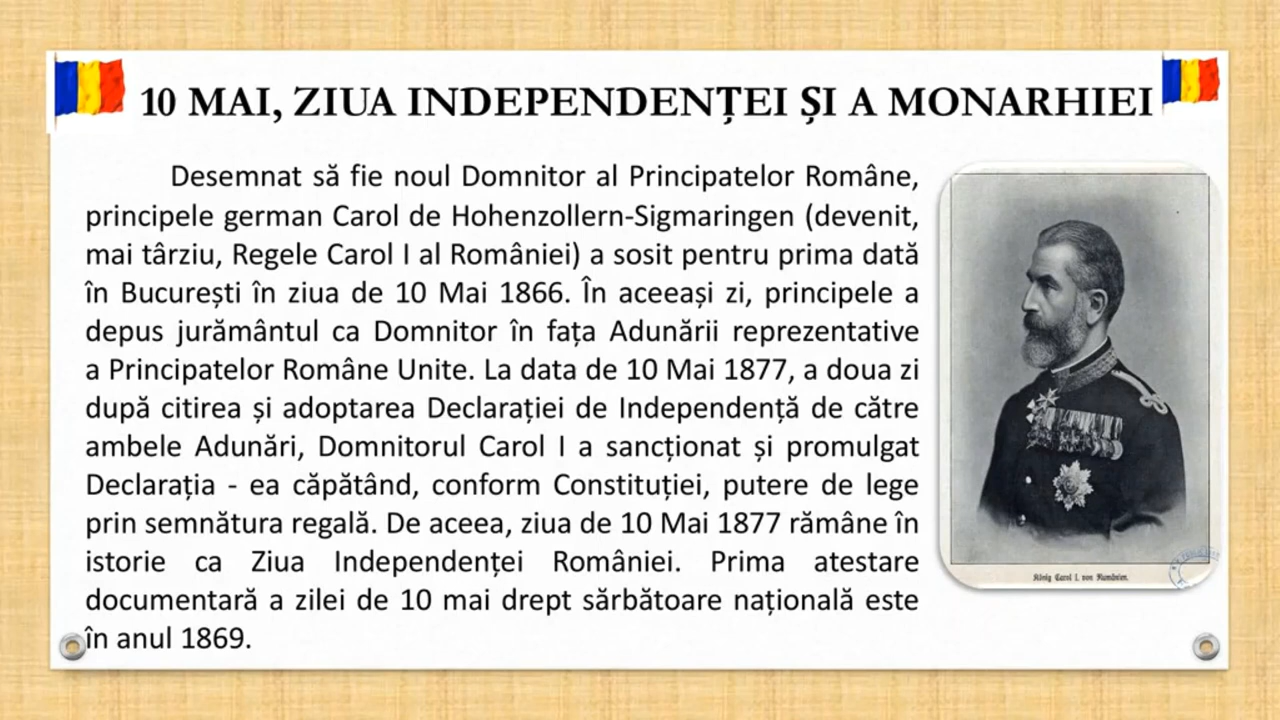 10 MAI, ZIUA INDEPENDENȚEI ȘI A MONARHIEI
Desemnat să fie noul Domnitor al Principatelor Române,
principele german Carol de Hohenzollern-Sigmaringen (devenit,
mai târziu, Regele Carol I al României) a sosit pentru prima dată
în București în ziua de 10 Mai 1866. În aceeași zi, principele a
depus jurământul ca Domnitor în fața Adunării reprezentative
a Principatelor Române Unite. La data de 10 Mai 1877, a doua zi
după citirea și adoptarea Declarației de Independență de către
ambele Adunări, Domnitorul Carol I a sancționat și promulgat
Declarația - ea căpătând, conform Constituției, putere de lege
prin semnătura regală. De aceea, ziua de 10 Mai 1877 rămâne în
istorie ca Ziua Independenței României. Prima atestare
documentară a zilei de 10 mai drept sărbătoare națională este
în anul 1869.
König Carol I. von Rumänien.